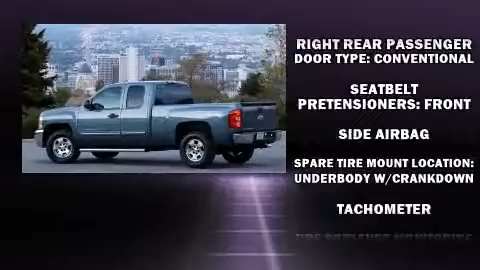 RIGHT REAR PASSENGER
DOOR TYPE: CONVENTIONAL
SEATBELT
PRETENSIONERS: FRONT
SIDE AIRBAG
SPARE TIRE MOUNT LOCATION:
UNDERBODY W/CRANKDOWN
TACHOMETER